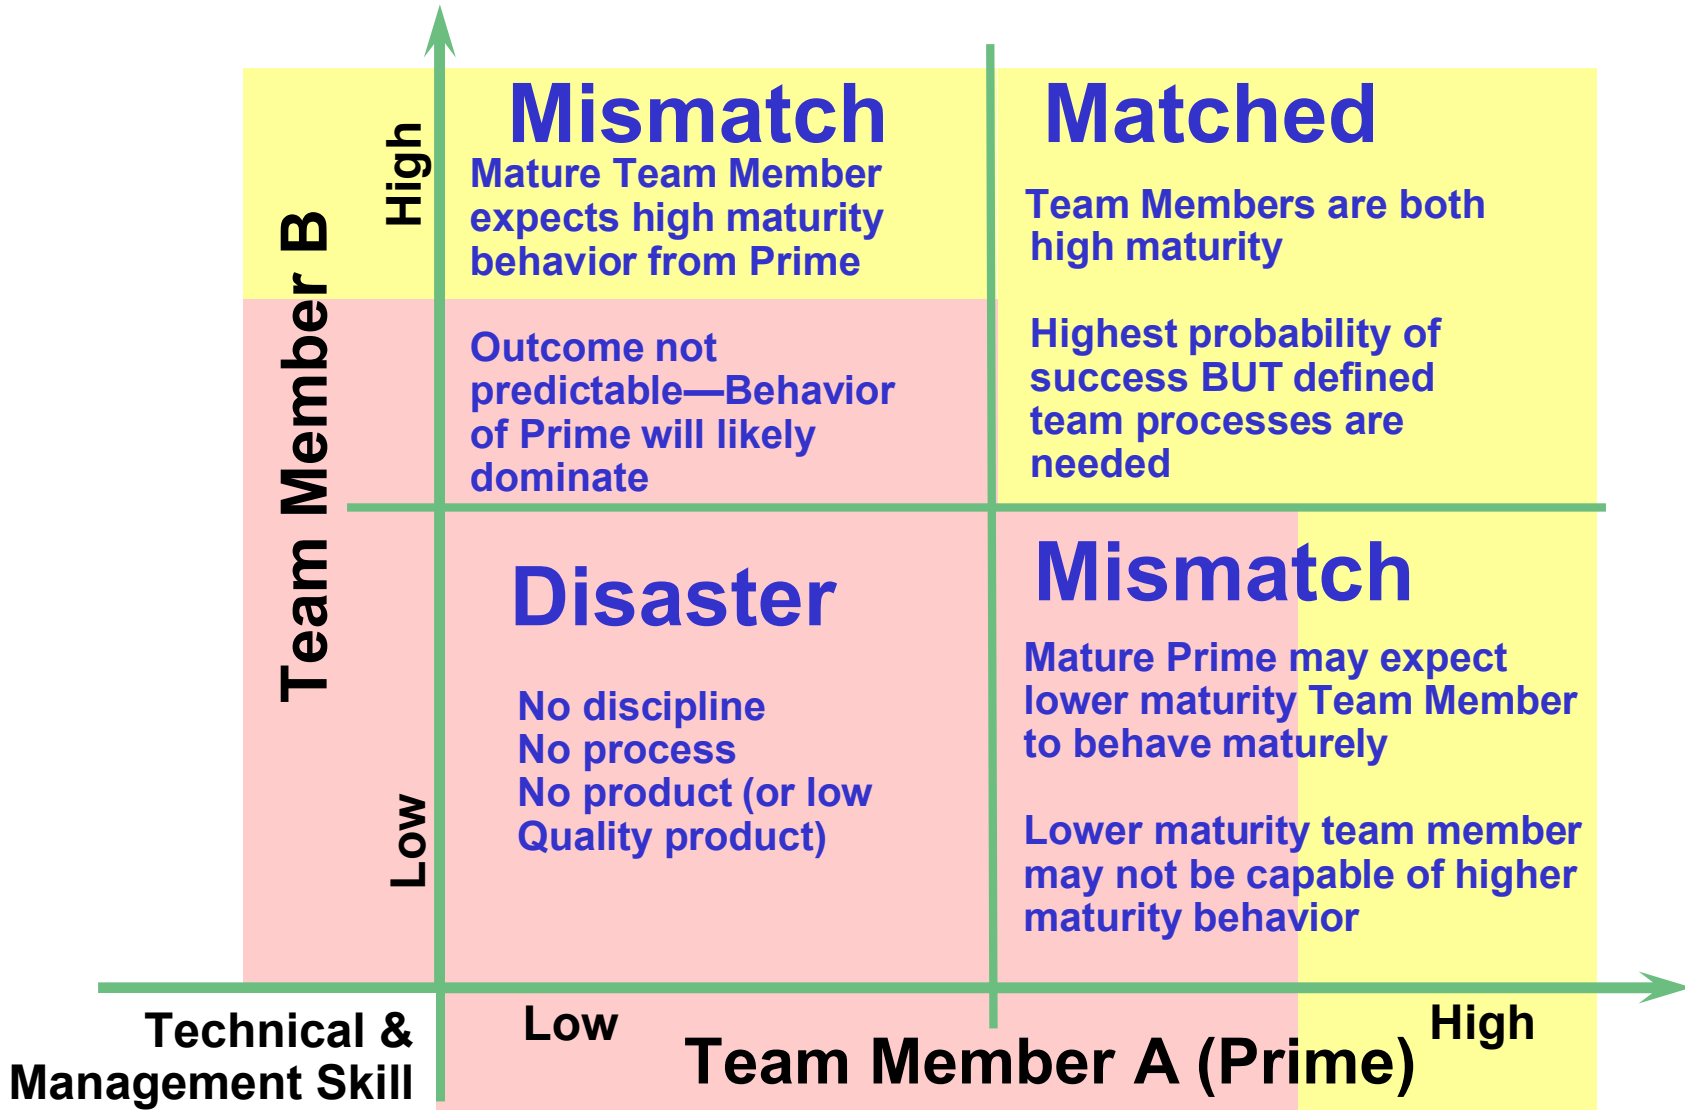 Mismatch
Mature Team Member
expects high maturity
behavior from Prime
Outcome not
predictable—Behavior
of Prime will likely
dominate
Matched
Team Members are both
high maturity
Highest probability of
success BUT defined
team processes are
needed
Disaster
No discipline
No process
No product (or low
Quality product)
Mismatch
Mature Prime may expect
lower maturity Team Member
to behave maturely
Lower maturity team member
may not be capable of higher
maturity behavior
High
Team Member B
Low
Technical &
Management Skill
Low
Team Member A (Prime)
High